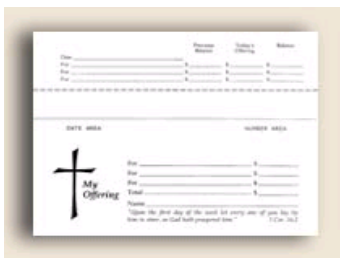 Previous Balance Today's Offering Balance
Date
For $ $ $
For $ $ $
For $ $ $
DATE AREA NUMBER AREA
For $
For $
For $
Total $
Name
My
Offering
"Upon the first day of the week let every one of you lay by
him in store, as God hath prospered him." 1 Cor. 16:2